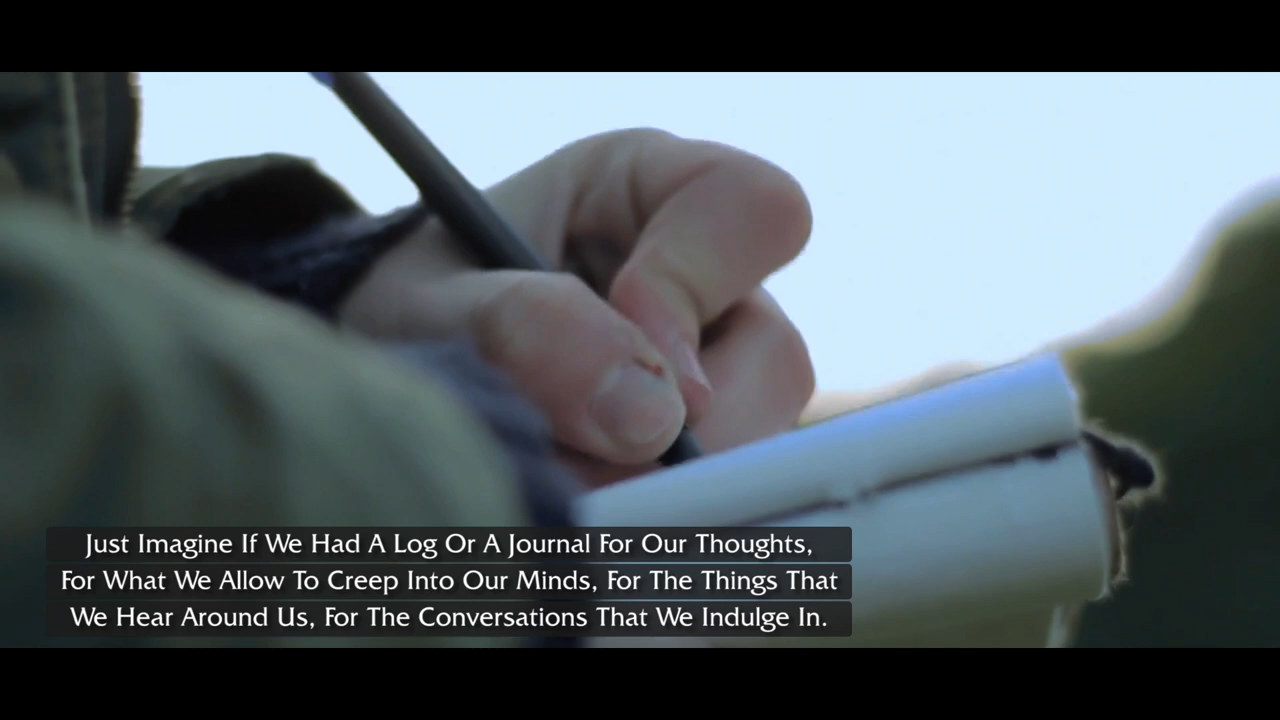 Just Imagine If We Had A Log Or A Journal For Our Thoughts,
For What We Allow To Creep Into Our Minds, For The Things That
We Hear Around Us, For The Conversations That We Indulge In.